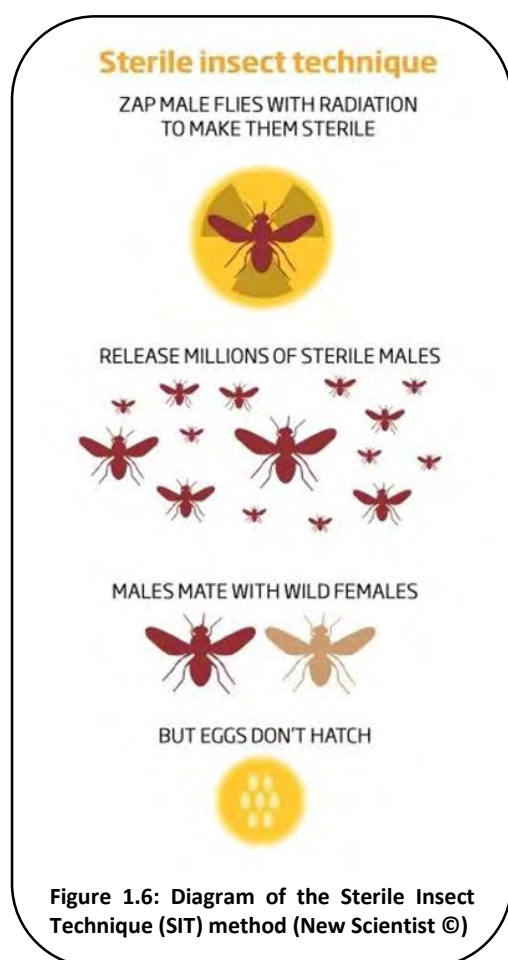 Sterile insect technique
ZAP MALE FLIES WITH RADIATION
TO MAKE THEM STERILE
RELEASE MILLIONS OF STERILE MALES
MALES MATE WITH WILD FEMALES
BUT EGGS DON'T HATCH
Figure 1.6: Diagram of the Sterile Insect
Technique (SIT) method (New Scientist ©)